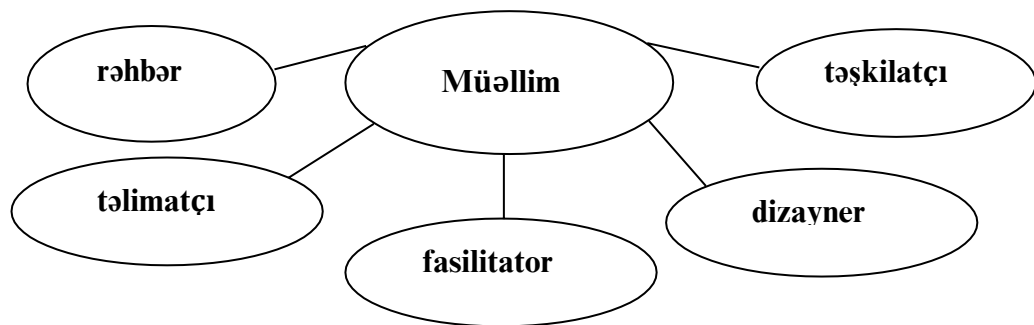 rəhbər
Müəllim
təşkilatçı
təlimatçı
dizayner
fasilitator